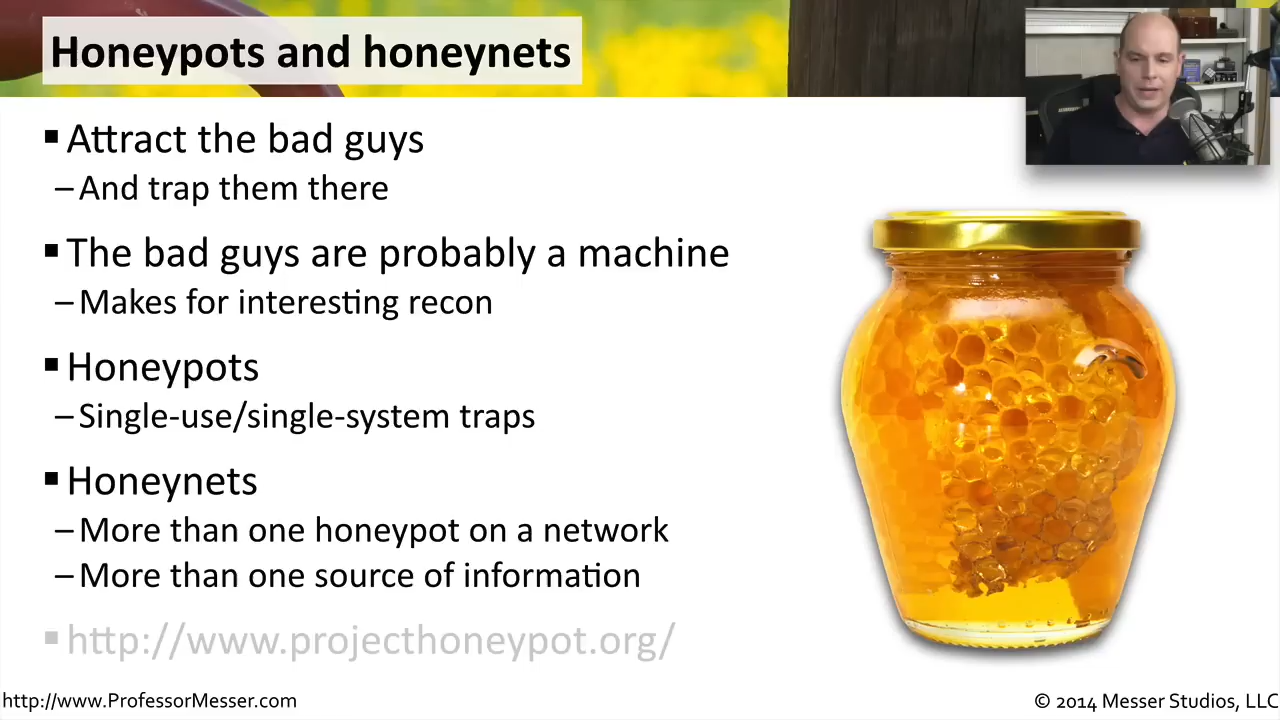 Honeypots and honeynets
▪ Attract the bad guys
– And trap them there
▪ The bad guys are probably a machine
– Makes for interesting recon
▪ Honeypots
– Single-use/single-system traps
▪ Honeynets
– More than one honeypot on a network
– More than one source of information
▪ http://www.projecthoneypot.org/
http://www.ProfessorMesser.com
© 2014 Messer Studios, LLC